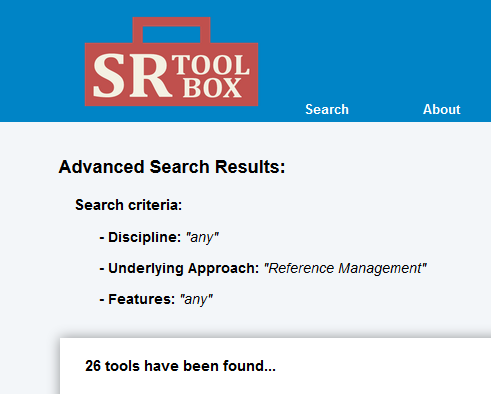 SR TOOL BOX
Search
About
Advanced Search Results:
Search criteria:
- Discipline: "any"
- Underlying Approach: "Reference Management"
- Features: "any"
26 tools have been found...